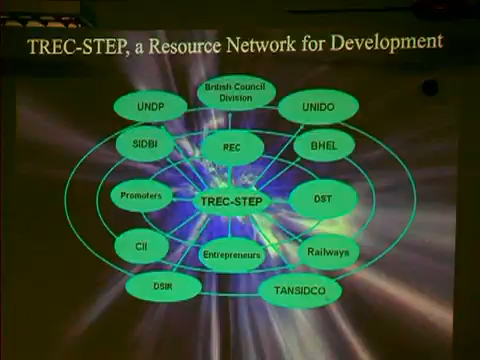 TREC-STEP, a Resource Network for Development
British Council
Division
UNDP
UNIDO
SIDBI
REC
BHEL
Promoters
TREC-STEP
DST
CII
Entrepreneurs
Railways
DSIR
TANSIDCO